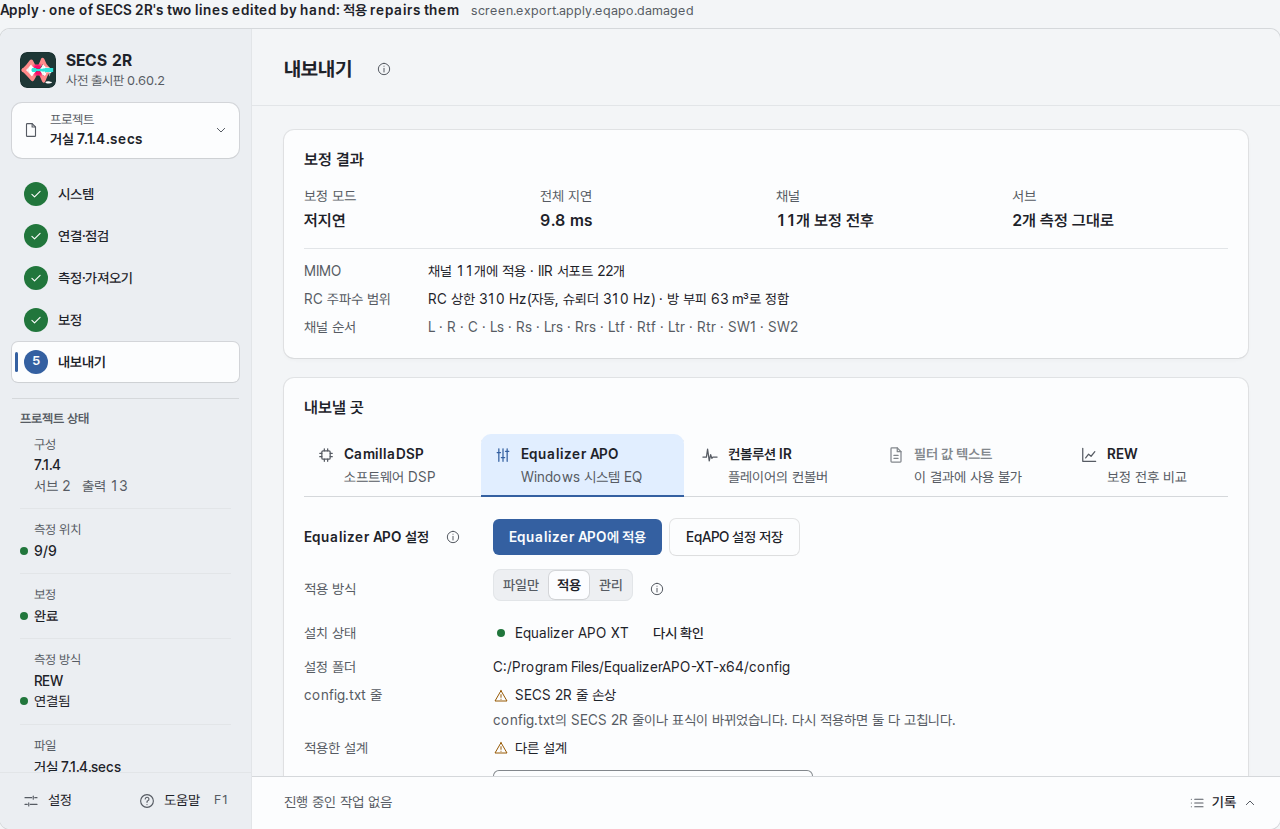 Apply · one of SECS 2R's two lines edited by hand: 적용 repairs them screen.export.apply.eqapo.damaged
SECS 2R
사전 출시판 0.60.2
프로젝트
거실 7.1.4.secs
시스템
연결·점검
측정·가져오기
보정
5 내보내기
프로젝트 상태
구성
7.1.4
서브 2 출력 13
측정 위치
9/9
보정
완료
측정 방식
REW
연결됨
파일
거실 7.1.4.secs
설정 도움말 F1
내보내기
보정 결과
보정 모드 전체 지연 채널 서브
저지연 9.8 ms 11개 보정 전후 2개 측정 그대로
MIMO 채널 11개에 적용 · IIR 서포트 22개
RC 주파수 범위 RC 상한 310 Hz(자동, 슈뢰더 310 Hz) · 방 부피 63 m³로 정함
채널 순서 L · R · C · Ls · Rs · Lrs · Rrs · Ltf · Rtf · Ltr · Rtr · SW1 · SW2
내보낼 곳
CamillaDSP Equalizer APO 컨볼루션 IR 필터 값 텍스트 REW
소프트웨어 DSP Windows 시스템 EQ 플레이어의 컨볼버 이 결과에 사용 불가 보정 전후 비교
Equalizer APO 설정 Equalizer APO에 적용 EqAPO 설정 저장
적용 방식 파일만 적용 관리
설치 상태 Equalizer APO XT 다시 확인
설정 폴더 C:/Program Files/EqualizerAPO-XT-x64/config
config.txt 줄 SECS 2R 줄 손상
config.txt의 SECS 2R 줄이나 표식이 바뀌었습니다. 다시 적용하면 둘 다 고칩니다.
적용한 설계 다른 설계
진행 중인 작업 없음 기록